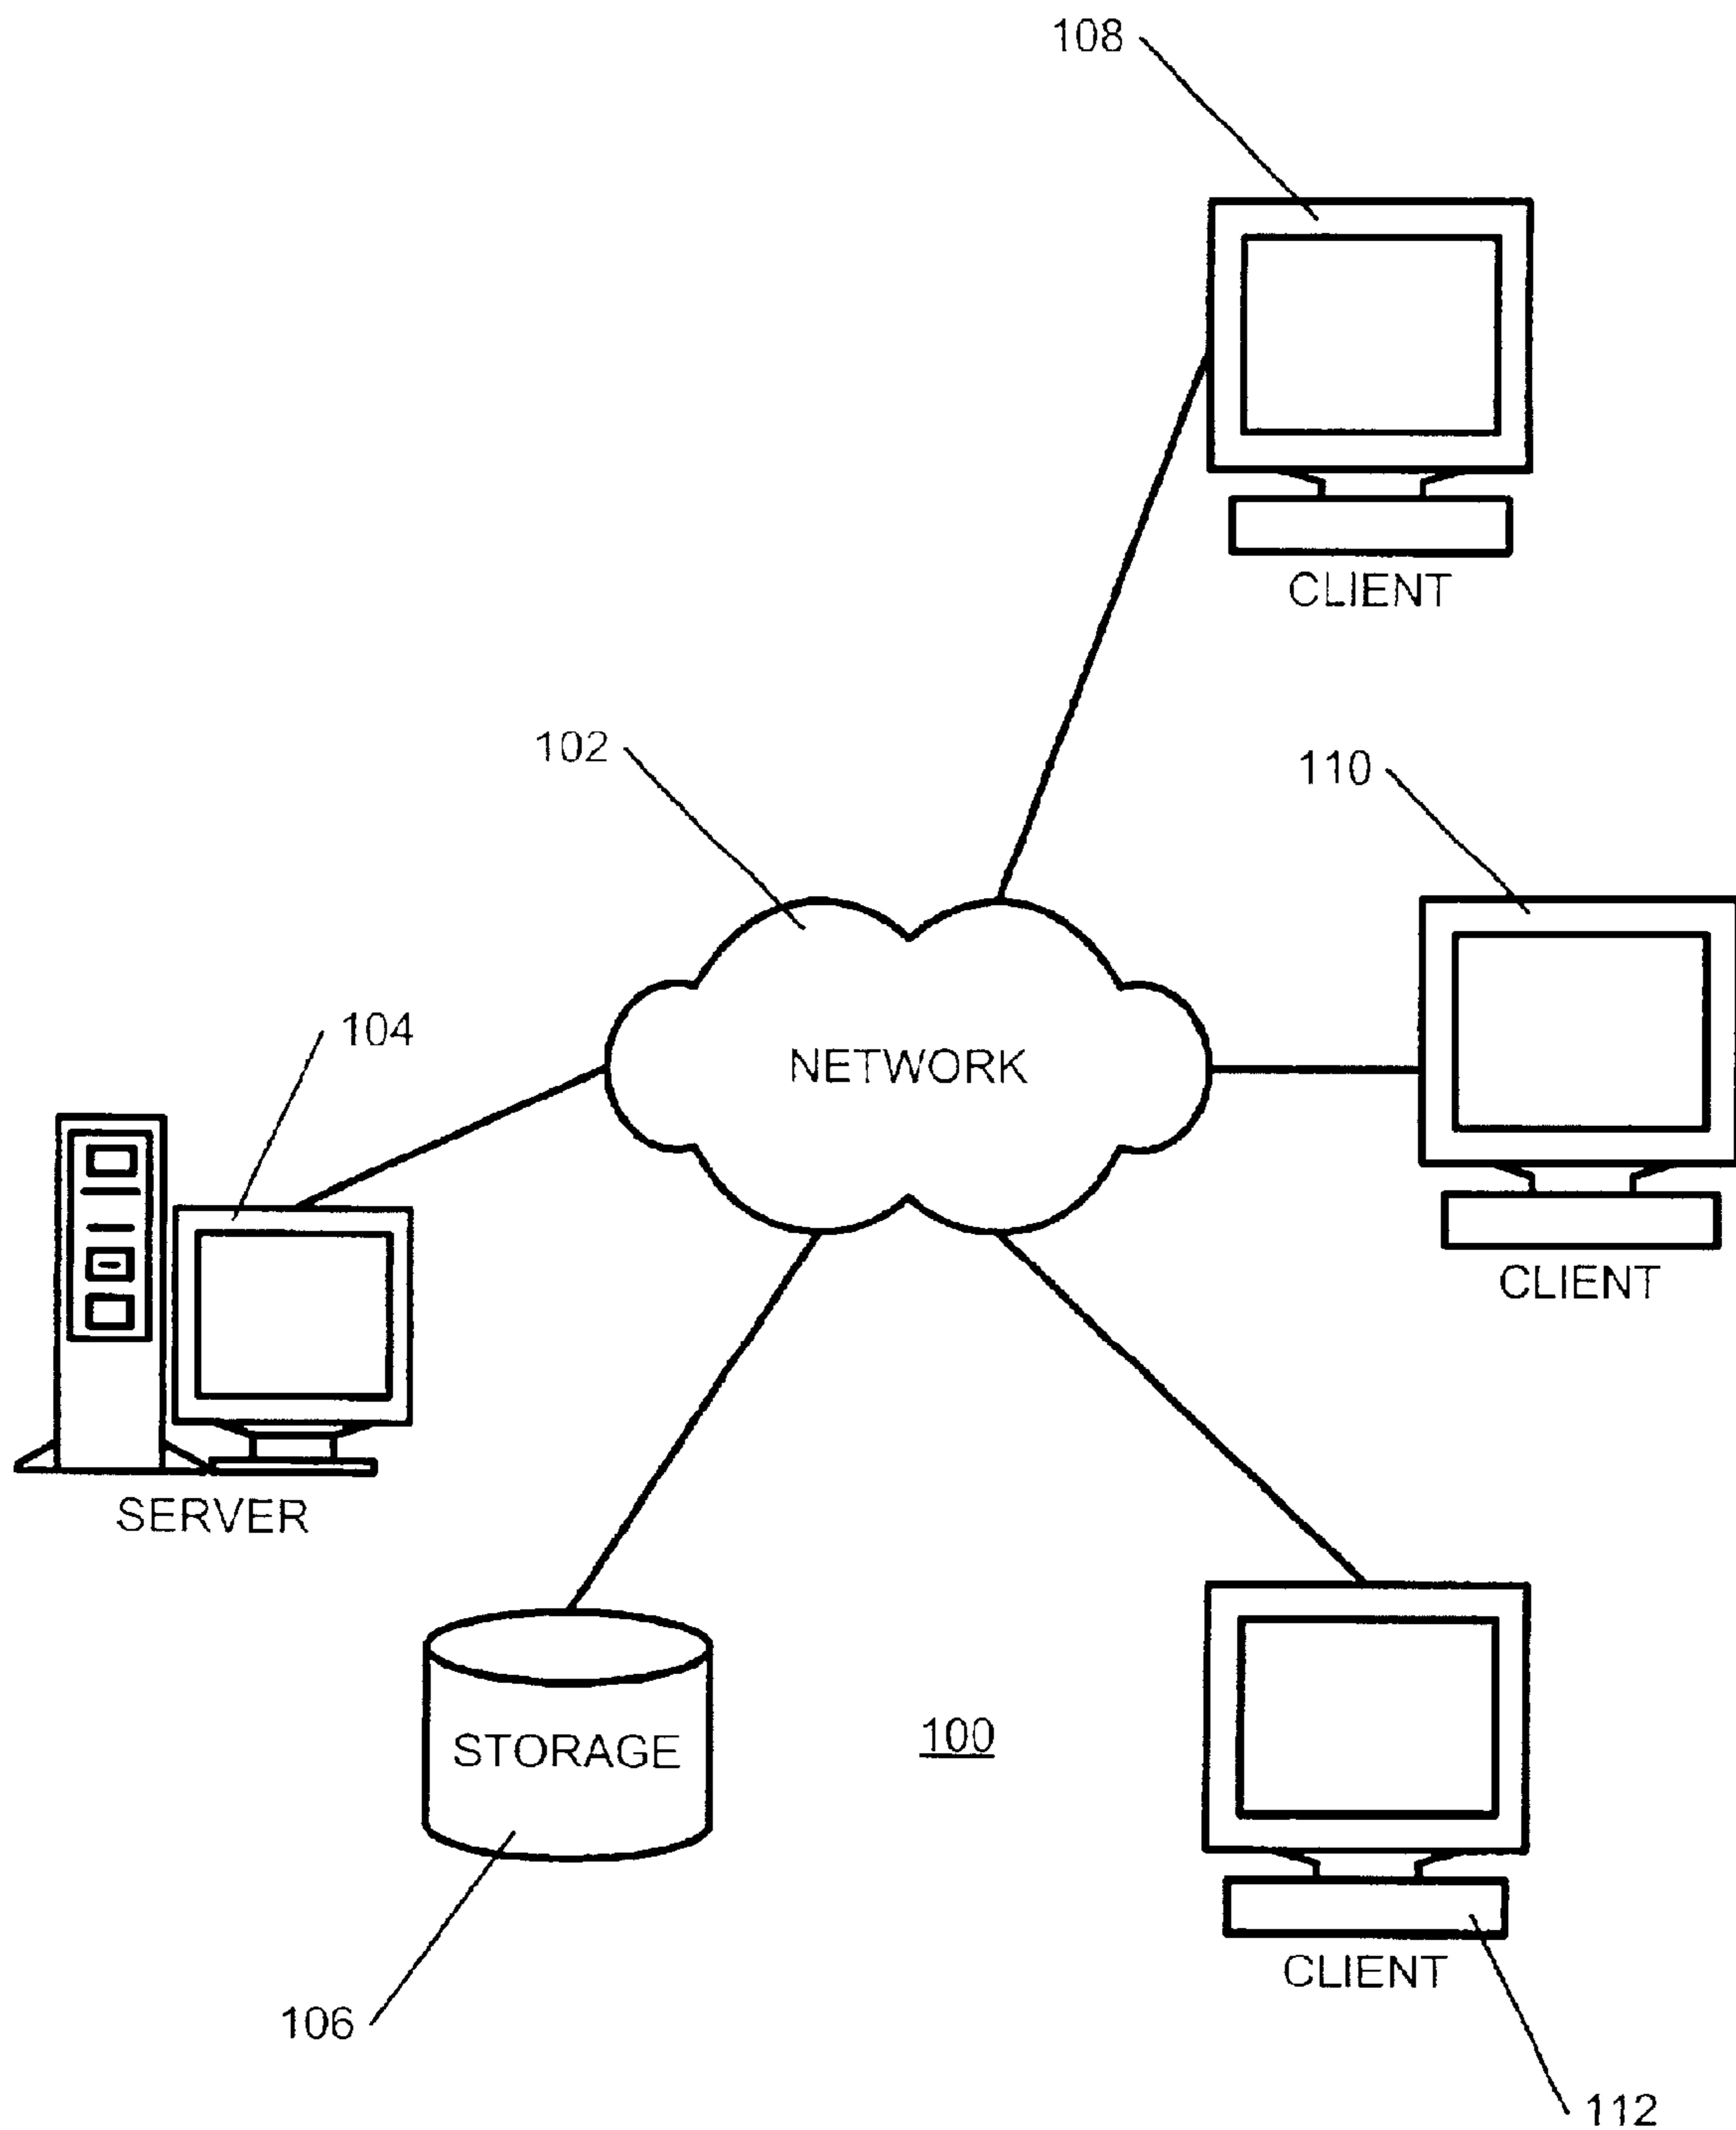 108
CLIENT
102
110
104
NETWORK
CLIENT
SERVER
STORAGE
100
106
CLIENT
112